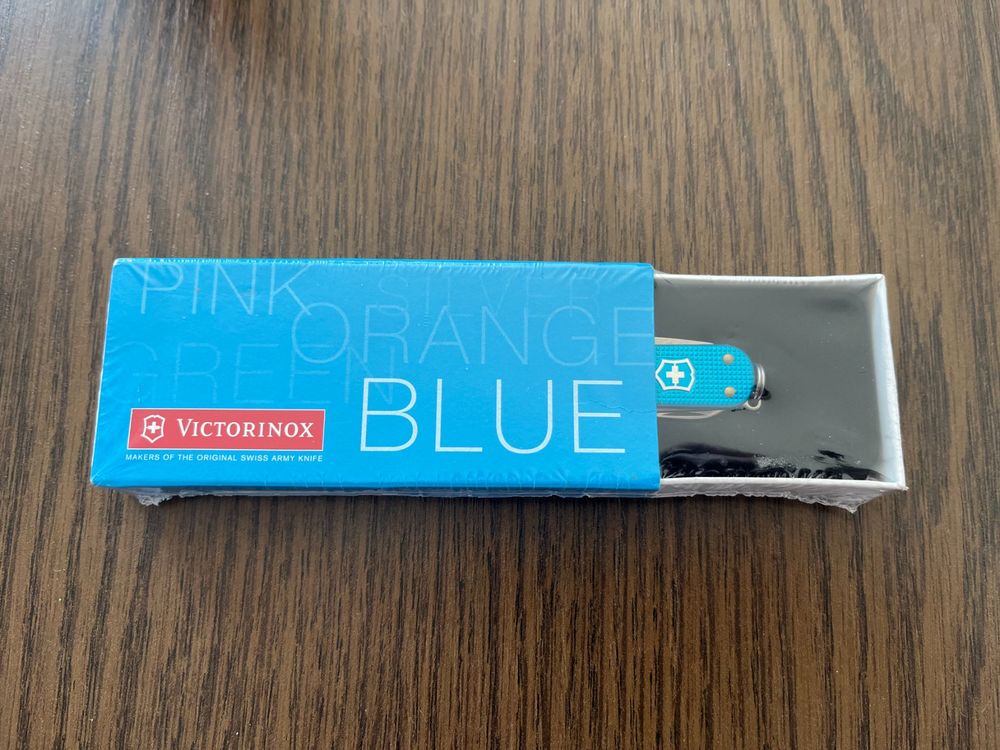 PINK SILVER
ORANGE
GREEN
BLUE
VICTORINOX
MAKERS OF THE ORIGINAL SWISS ARMY KNIFE